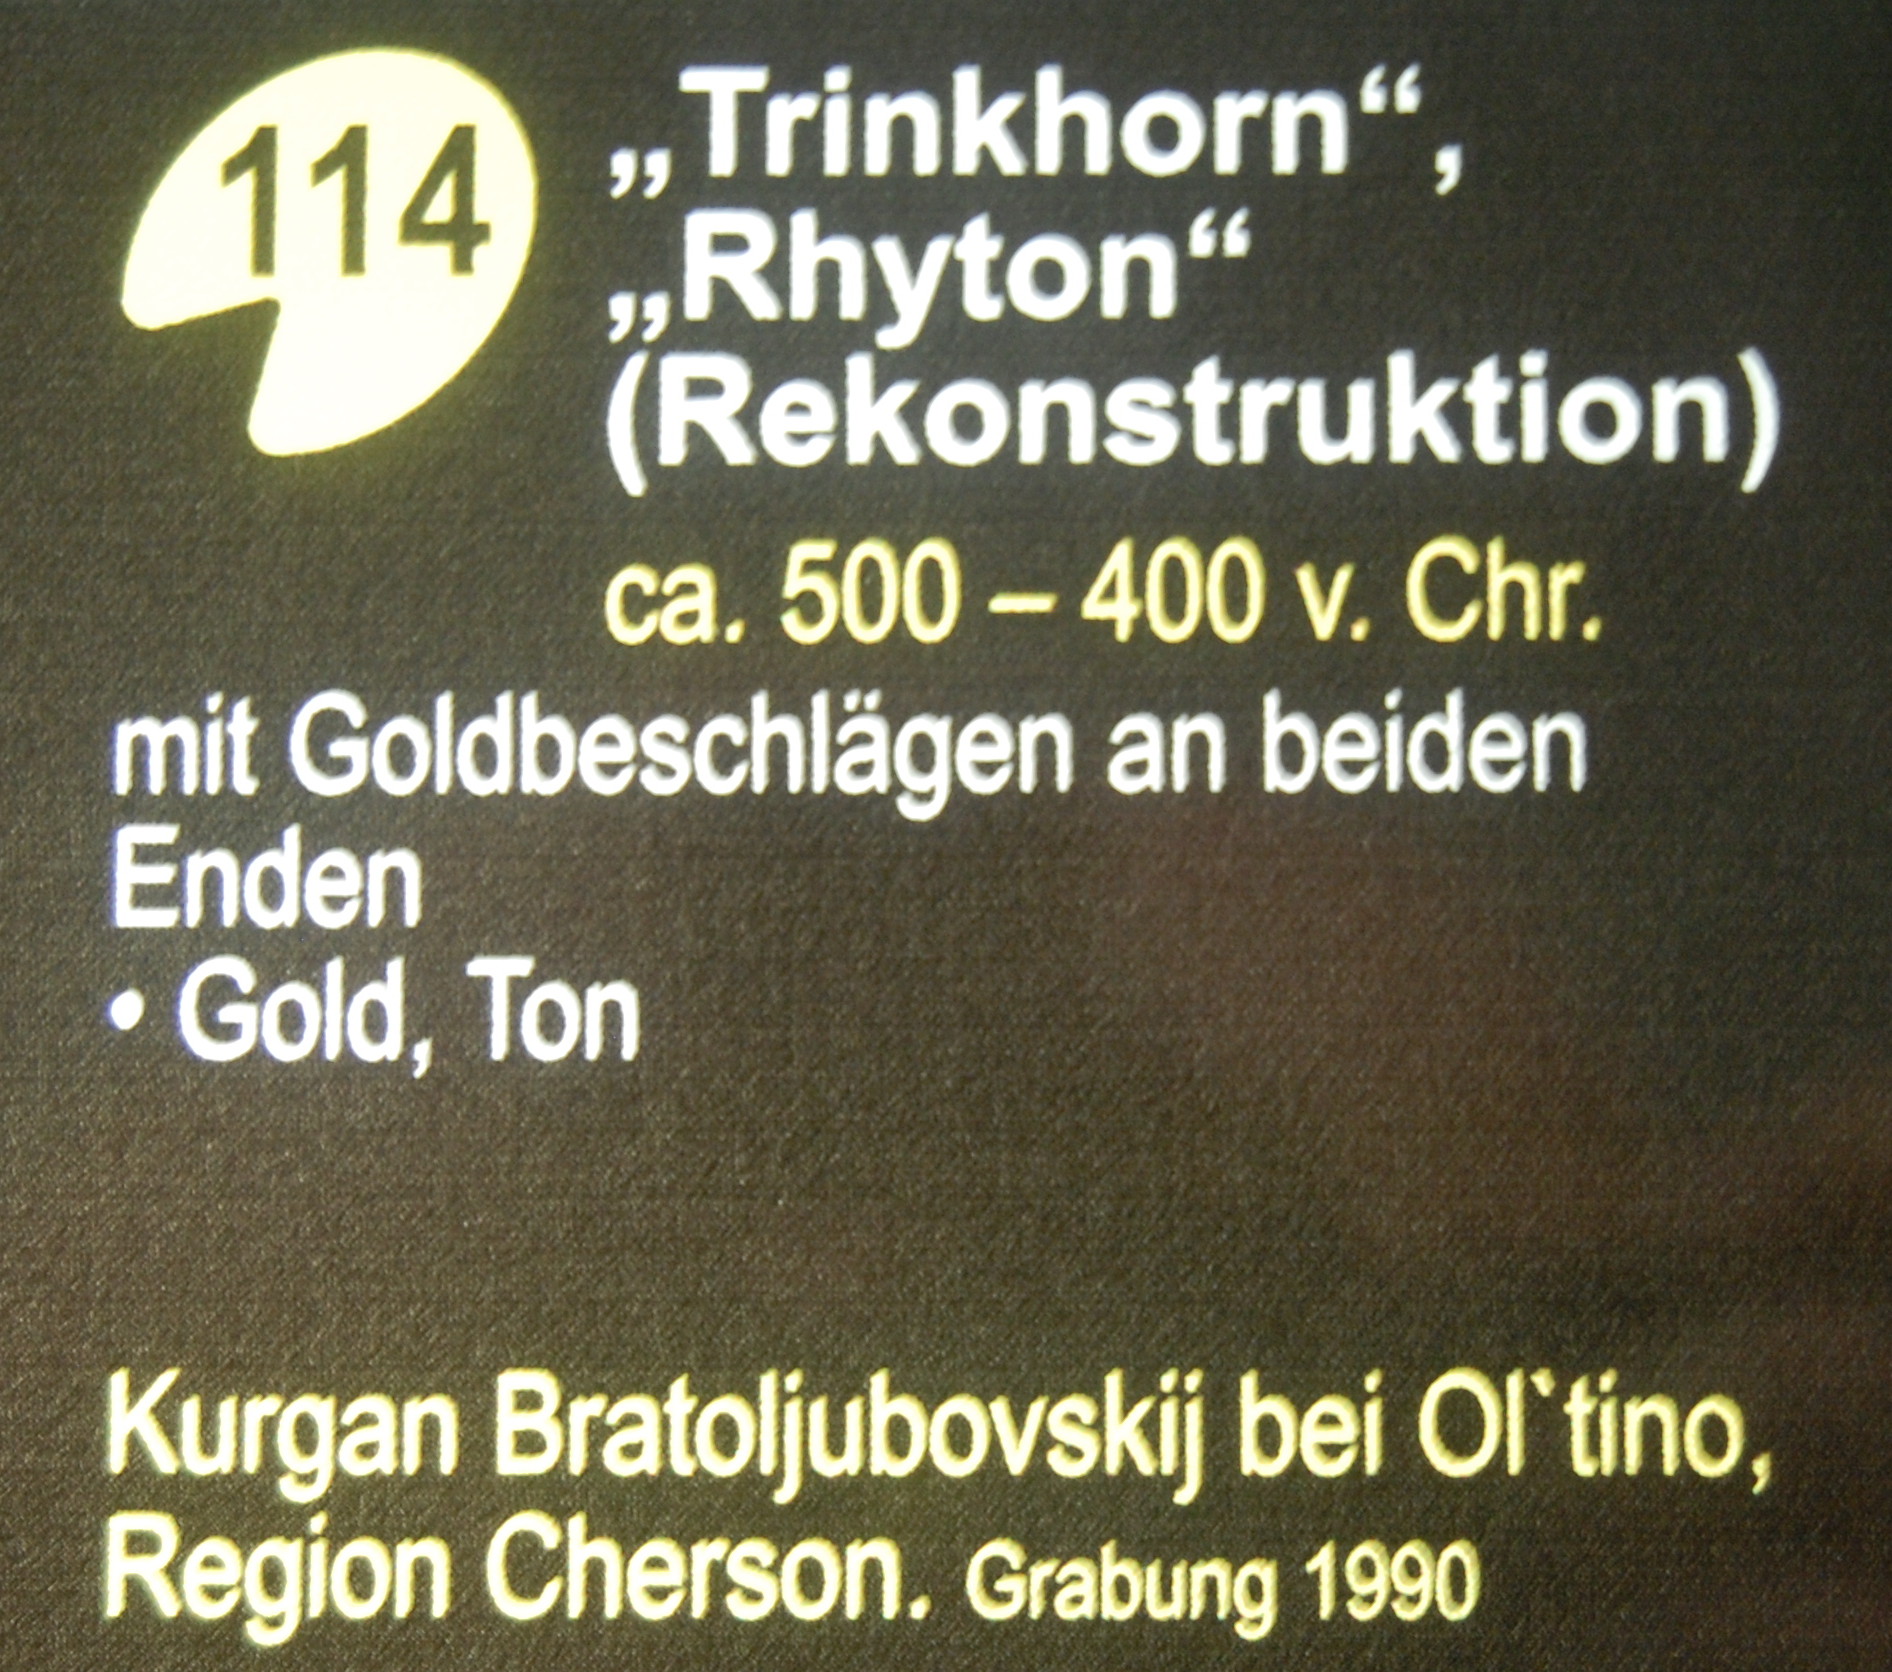 114
„Trinkhorn“,
„Rhyton“
(Rekonstruktion)
ca. 500 – 400 v. Chr.
mit Goldbeschlägen an beiden
Enden
• Gold, Ton
Kurgan Bratoljubovskij bei Ol`tino,
Region Cherson. Grabung 1990